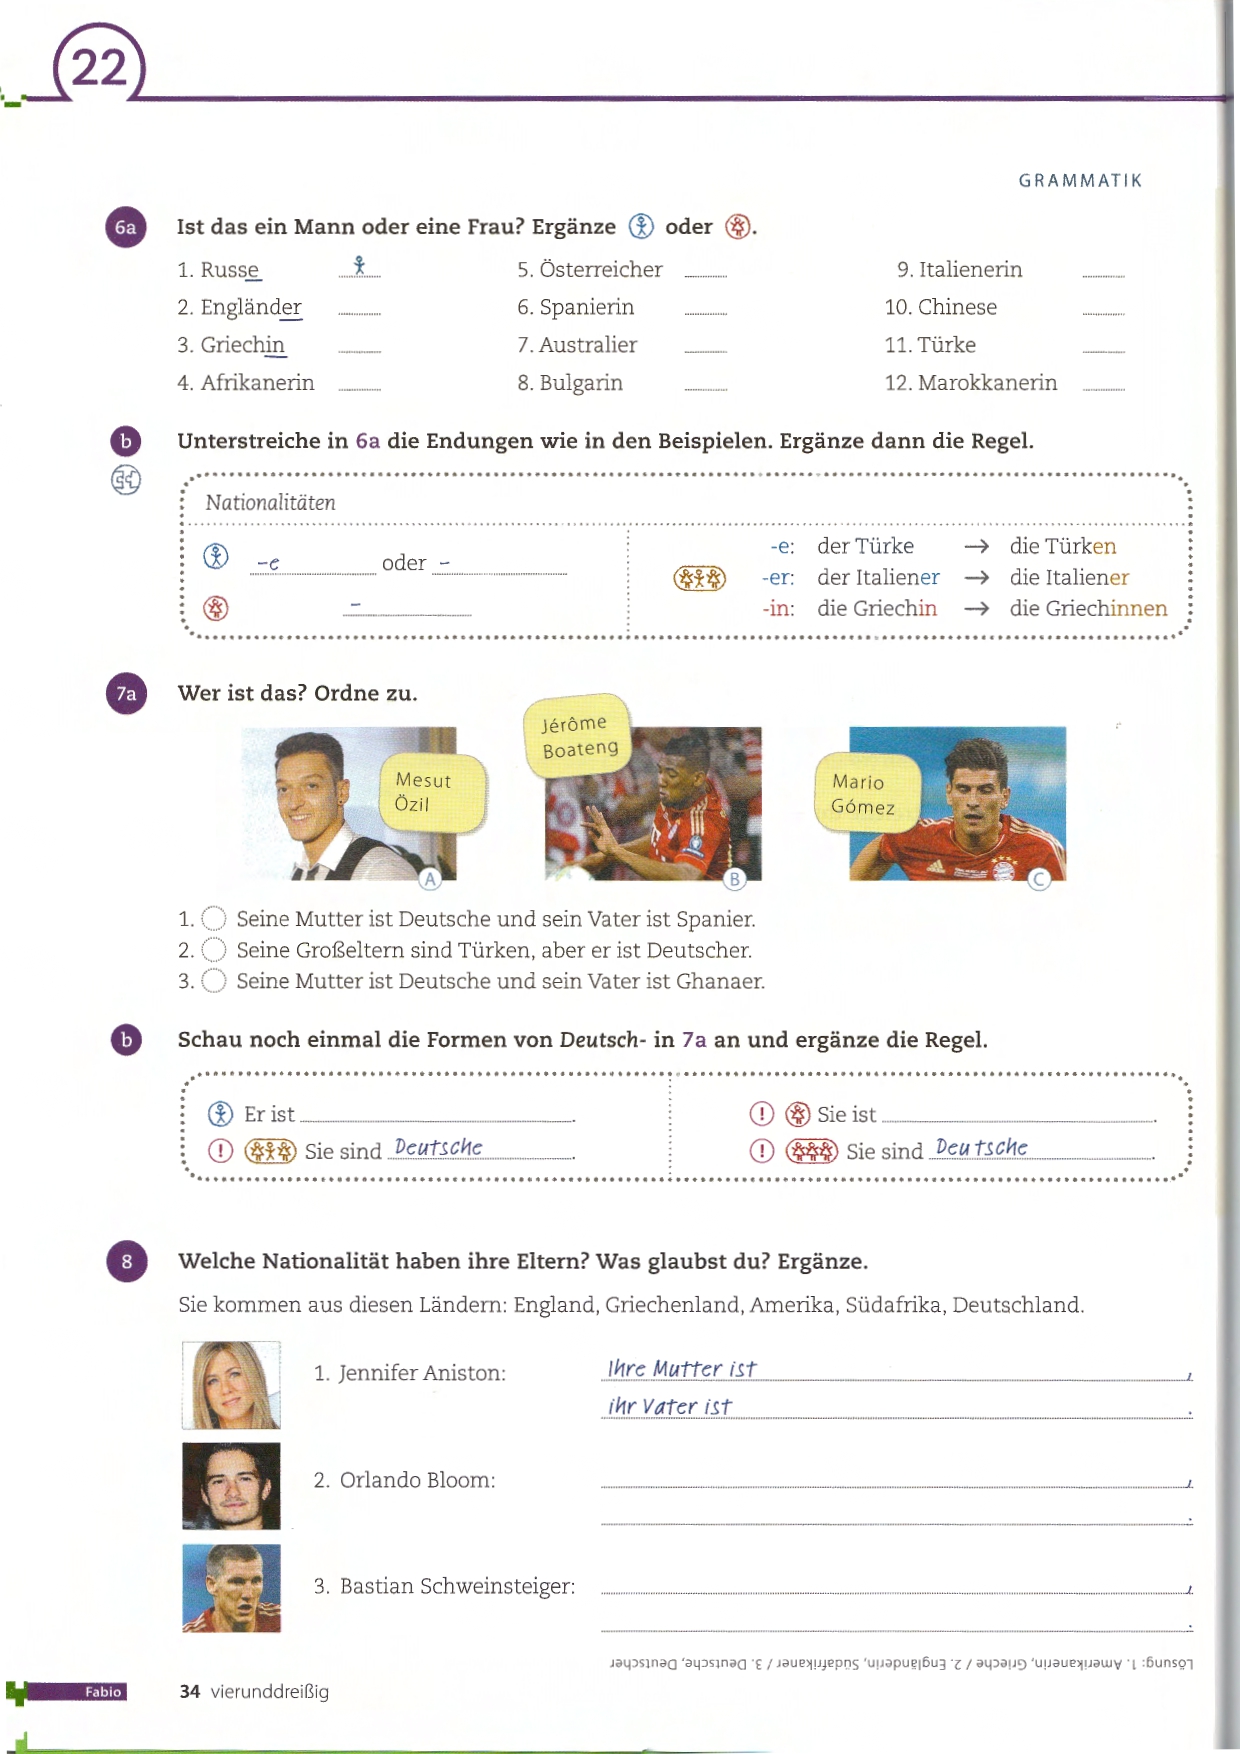 22
GRAMMATIK
6a Ist das ein Mann oder eine Frau? Ergänze oder .
1. Russe 5. Österreicher 9. Italienerin
2. Engländer 6. Spanierin 10. Chinese
3. Griechin 7. Australier 11. Türke
4. Afrikanerin 8. Bulgarin 12. Marokkanerin
b Unterstreiche in 6a die Endungen wie in den Beispielen. Ergänze dann die Regel.
Nationalitäten
-e oder -
-
-e: der Türke → die Türken
-er: der Italiener → die Italiener
-in: die Griechin → die Griechinnen
7a Wer ist das? Ordne zu.
Mesut
Özil
A
Jérôme
Boateng
B
Mario
Gómez
C
1. Seine Mutter ist Deutsche und sein Vater ist Spanier.
2. Seine Großeltern sind Türken, aber er ist Deutscher.
3. Seine Mutter ist Deutsche und sein Vater ist Ghanaer.
b Schau noch einmal die Formen von Deutsch- in 7a an und ergänze die Regel.
Er ist . ! Sie ist .
! Sie sind Deutsche . ! Sie sind Deutsche .
8 Welche Nationalität haben ihre Eltern? Was glaubst du? Ergänze.
Sie kommen aus diesen Ländern: England, Griechenland, Amerika, Südafrika, Deutschland.
1. Jennifer Aniston: Ihre Mutter ist ,
ihr Vater ist .
2. Orlando Bloom: ,
.
3. Bastian Schweinsteiger: ,
.
Lösung: 1. Amerikanerin, Grieche / 2. Engländerin, Südafrikaner / 3. Deutsche, Deutscher
Fabio 34 vierunddreißig